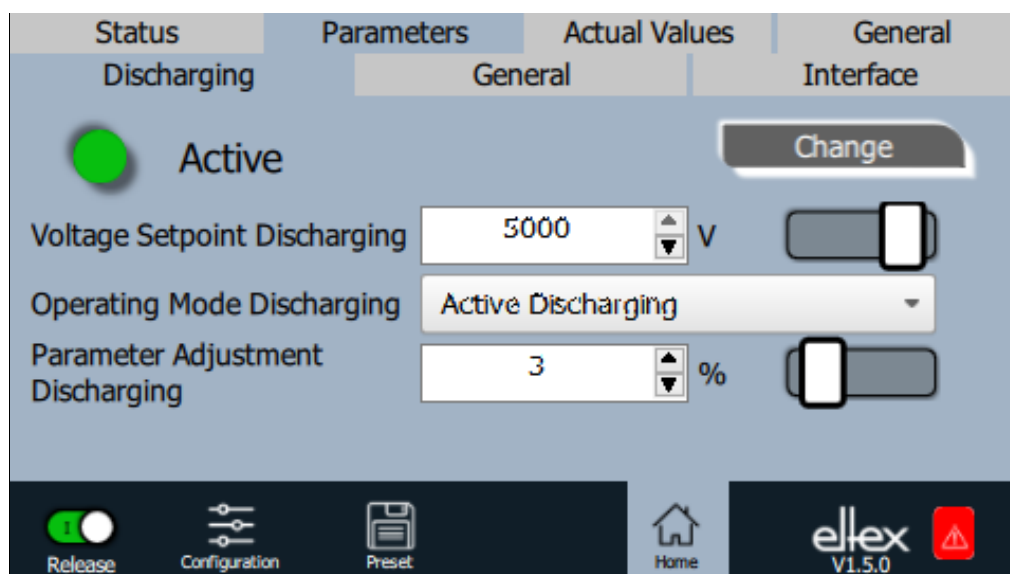 Status Parameters Actual Values General
Discharging General Interface
Active Change
Voltage Setpoint Discharging 5000 V
Operating Mode Discharging Active Discharging
Parameter Adjustment
Discharging 3 %
I
Release Configuration Preset Home eltex
V1.5.0